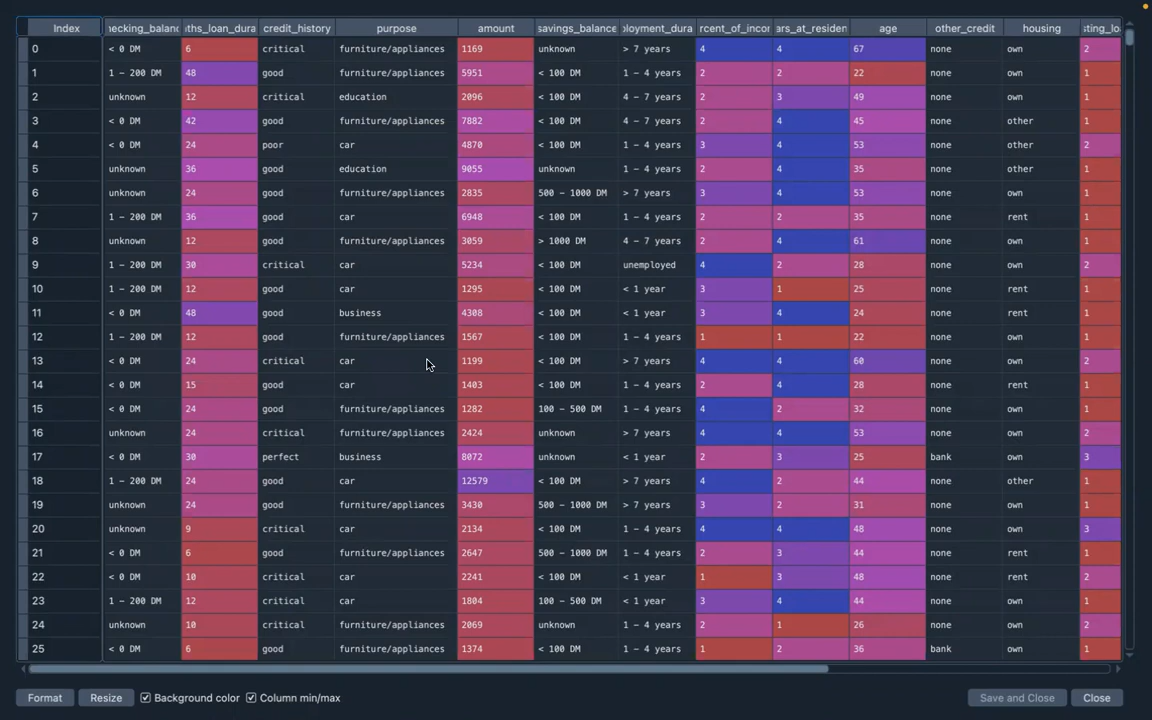 Index hecking_balanc ths_loan_dura credit_history purpose amount savings_balance ployment_dura rcent_of_incor ars_at_residen age other_credit housing sting_lo
0 < 0 DM 6 critical furniture/appliances 1169 unknown > 7 years 4 4 67 none own 2
1 1 – 200 DM 48 good furniture/appliances 5951 < 100 DM 1 – 4 years 2 2 22 none own 1
2 unknown 12 critical education 2096 < 100 DM 4 – 7 years 2 3 49 none own 1
3 < 0 DM 42 good furniture/appliances 7882 < 100 DM 4 – 7 years 2 4 45 none other 1
4 < 0 DM 24 poor car 4870 < 100 DM 1 – 4 years 3 4 53 none other 2
5 unknown 36 good education 9055 unknown 1 – 4 years 2 4 35 none other 1
6 unknown 24 good furniture/appliances 2835 500 – 1000 DM > 7 years 3 4 53 none own 1
7 1 – 200 DM 36 good car 6948 < 100 DM 1 – 4 years 2 2 35 none rent 1
8 unknown 12 good furniture/appliances 3059 > 1000 DM 4 – 7 years 2 4 61 none own 1
9 1 – 200 DM 30 critical car 5234 < 100 DM unemployed 4 2 28 none own 2
10 1 – 200 DM 12 good car 1295 < 100 DM < 1 year 3 1 25 none rent 1
11 < 0 DM 48 good business 4308 < 100 DM < 1 year 3 4 24 none rent 1
12 1 – 200 DM 12 good furniture/appliances 1567 < 100 DM 1 – 4 years 1 1 22 none own 1
13 < 0 DM 24 critical car 1199 < 100 DM > 7 years 4 4 60 none own 2
14 < 0 DM 15 good car 1403 < 100 DM 1 – 4 years 2 4 28 none rent 1
15 < 0 DM 24 good furniture/appliances 1282 100 – 500 DM 1 – 4 years 4 2 32 none own 1
16 unknown 24 critical furniture/appliances 2424 unknown > 7 years 4 4 53 none own 2
17 < 0 DM 30 perfect business 8072 unknown < 1 year 2 3 25 bank own 3
18 1 – 200 DM 24 good car 12579 < 100 DM > 7 years 4 2 44 none other 1
19 unknown 24 good furniture/appliances 3430 500 – 1000 DM > 7 years 3 2 31 none own 1
20 unknown 9 critical car 2134 < 100 DM 1 – 4 years 4 4 48 none own 3
21 < 0 DM 6 good furniture/appliances 2647 500 – 1000 DM 1 – 4 years 2 3 44 none rent 1
22 < 0 DM 10 critical car 2241 < 100 DM < 1 year 1 3 48 none rent 2
23 1 – 200 DM 12 critical car 1804 100 – 500 DM < 1 year 3 4 44 none own 1
24 unknown 10 critical furniture/appliances 2069 unknown 1 – 4 years 2 1 26 none own 2
25 < 0 DM 6 good furniture/appliances 1374 < 100 DM 1 – 4 years 1 2 36 bank own 1
Format Resize Background color Column min/max Save and Close Close